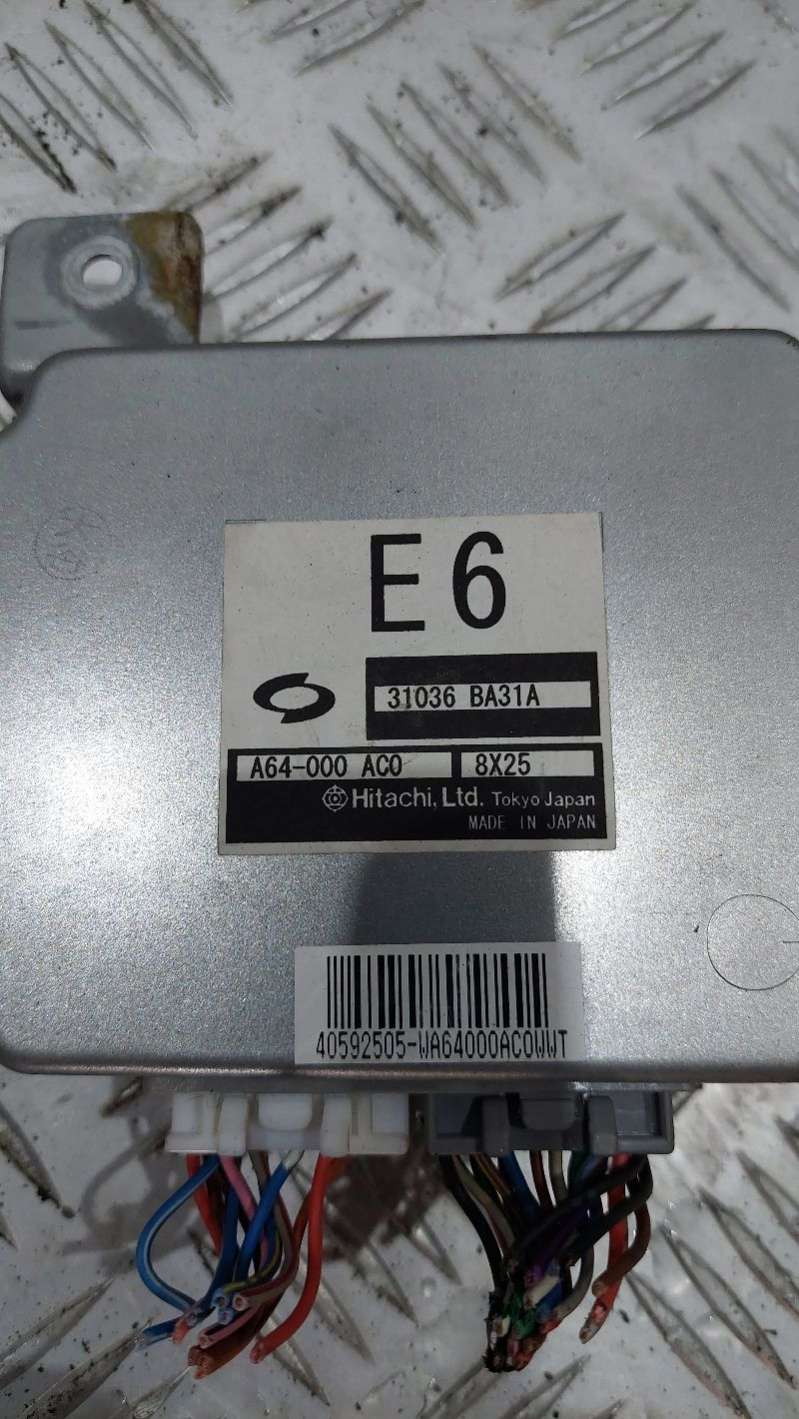 E6
31036 BA31A
A64-000 AC0 8X25
Hitachi, Ltd. Tokyo Japan
MADE IN JAPAN
40592505-WA64000AC0WWT